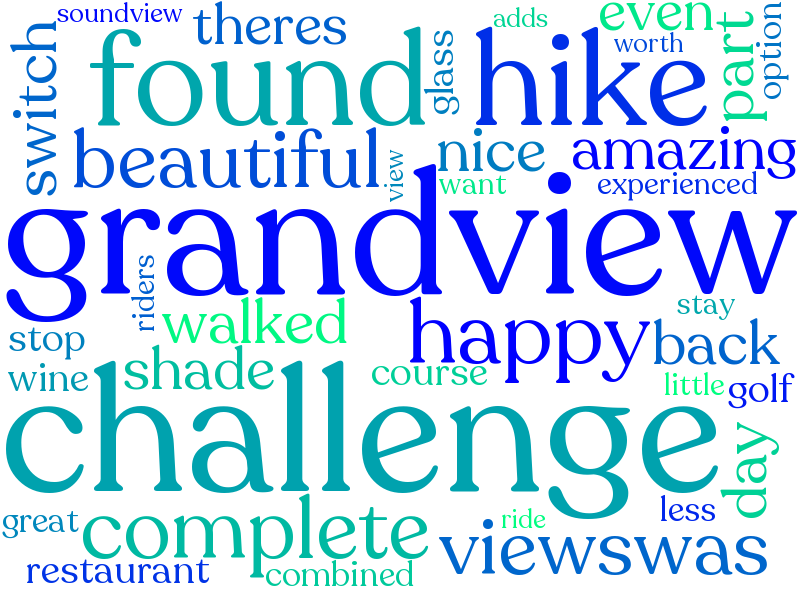 soundview
theres
adds
even
switch
found
glass
hike
worth
part
option
beautiful
view
nice
amazing
want
experienced
grandview
riders
walked
happy
stay
stop
back
wine
shade
course
little
golf
challenge
day
great
complete
ride
less
viewswas
restaurant
combined